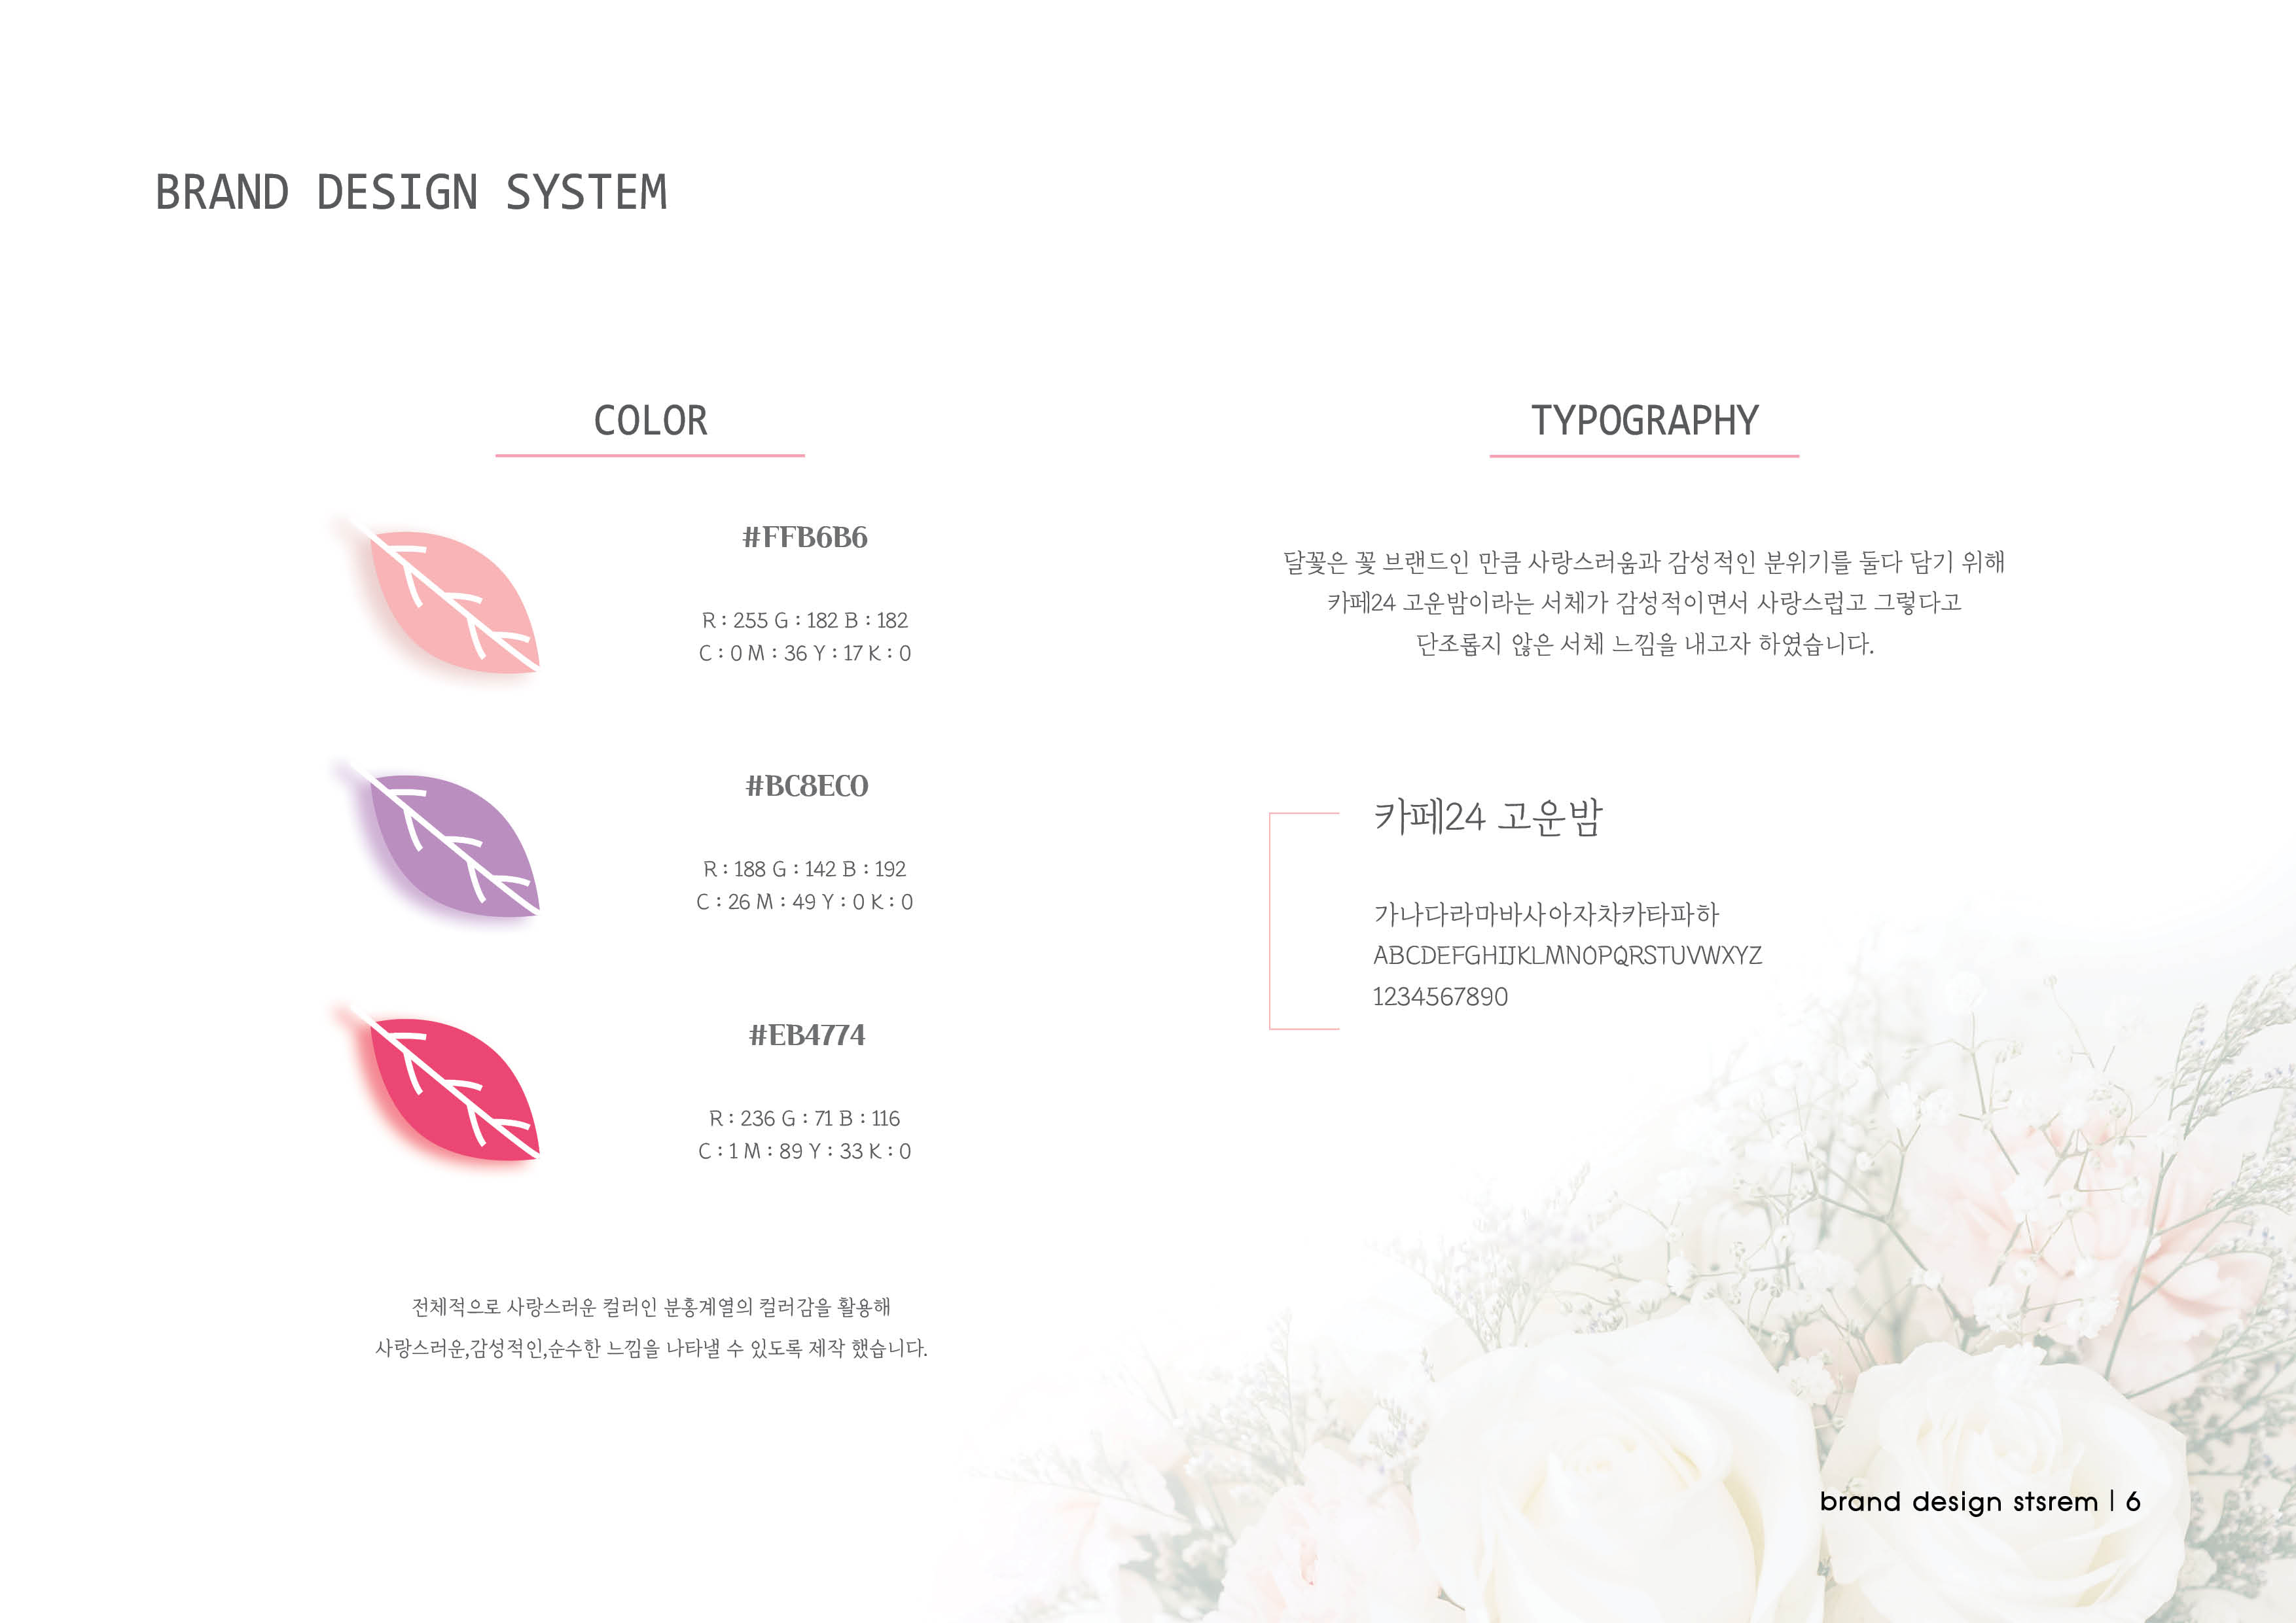 BRAND DESIGN SYSTEM
COLOR
#FFB6B6
R : 255 G : 182 B : 182
C : 0 M : 36 Y : 17 K : 0
#BC8EC0
R : 188 G : 142 B : 192
C : 26 M : 49 Y : 0 K : 0
#EB4774
R : 236 G : 71 B : 116
C : 1 M : 89 Y : 33 K : 0
전체적으로 사랑스러운 컬러인 분홍계열의 컬러감을 활용해
사랑스러운,감성적인,순수한 느낌을 나타낼 수 있도록 제작 했습니다.
TYPOGRAPHY
달꽃은 꽃 브랜드인 만큼 사랑스러움과 감성적인 분위기를 둘다 담기 위해
카페24 고운밤이라는 서체가 감성적이면서 사랑스럽고 그렇다고
단조롭지 않은 서체 느낌을 내고자 하였습니다.
카페24 고운밤
가나다라마바사아자차카타파하
ABCDEFGHIJKLMNOPQRSTUVWXYZ
1234567890
brand design stsrem | 6